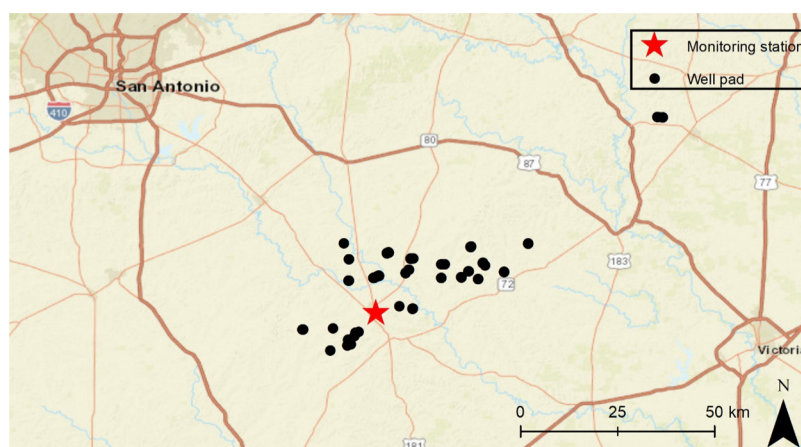 Monitoring station
Well pad
San Antonio
410
80
87
77
183
72
Victoria
N
0 25 50 km
181